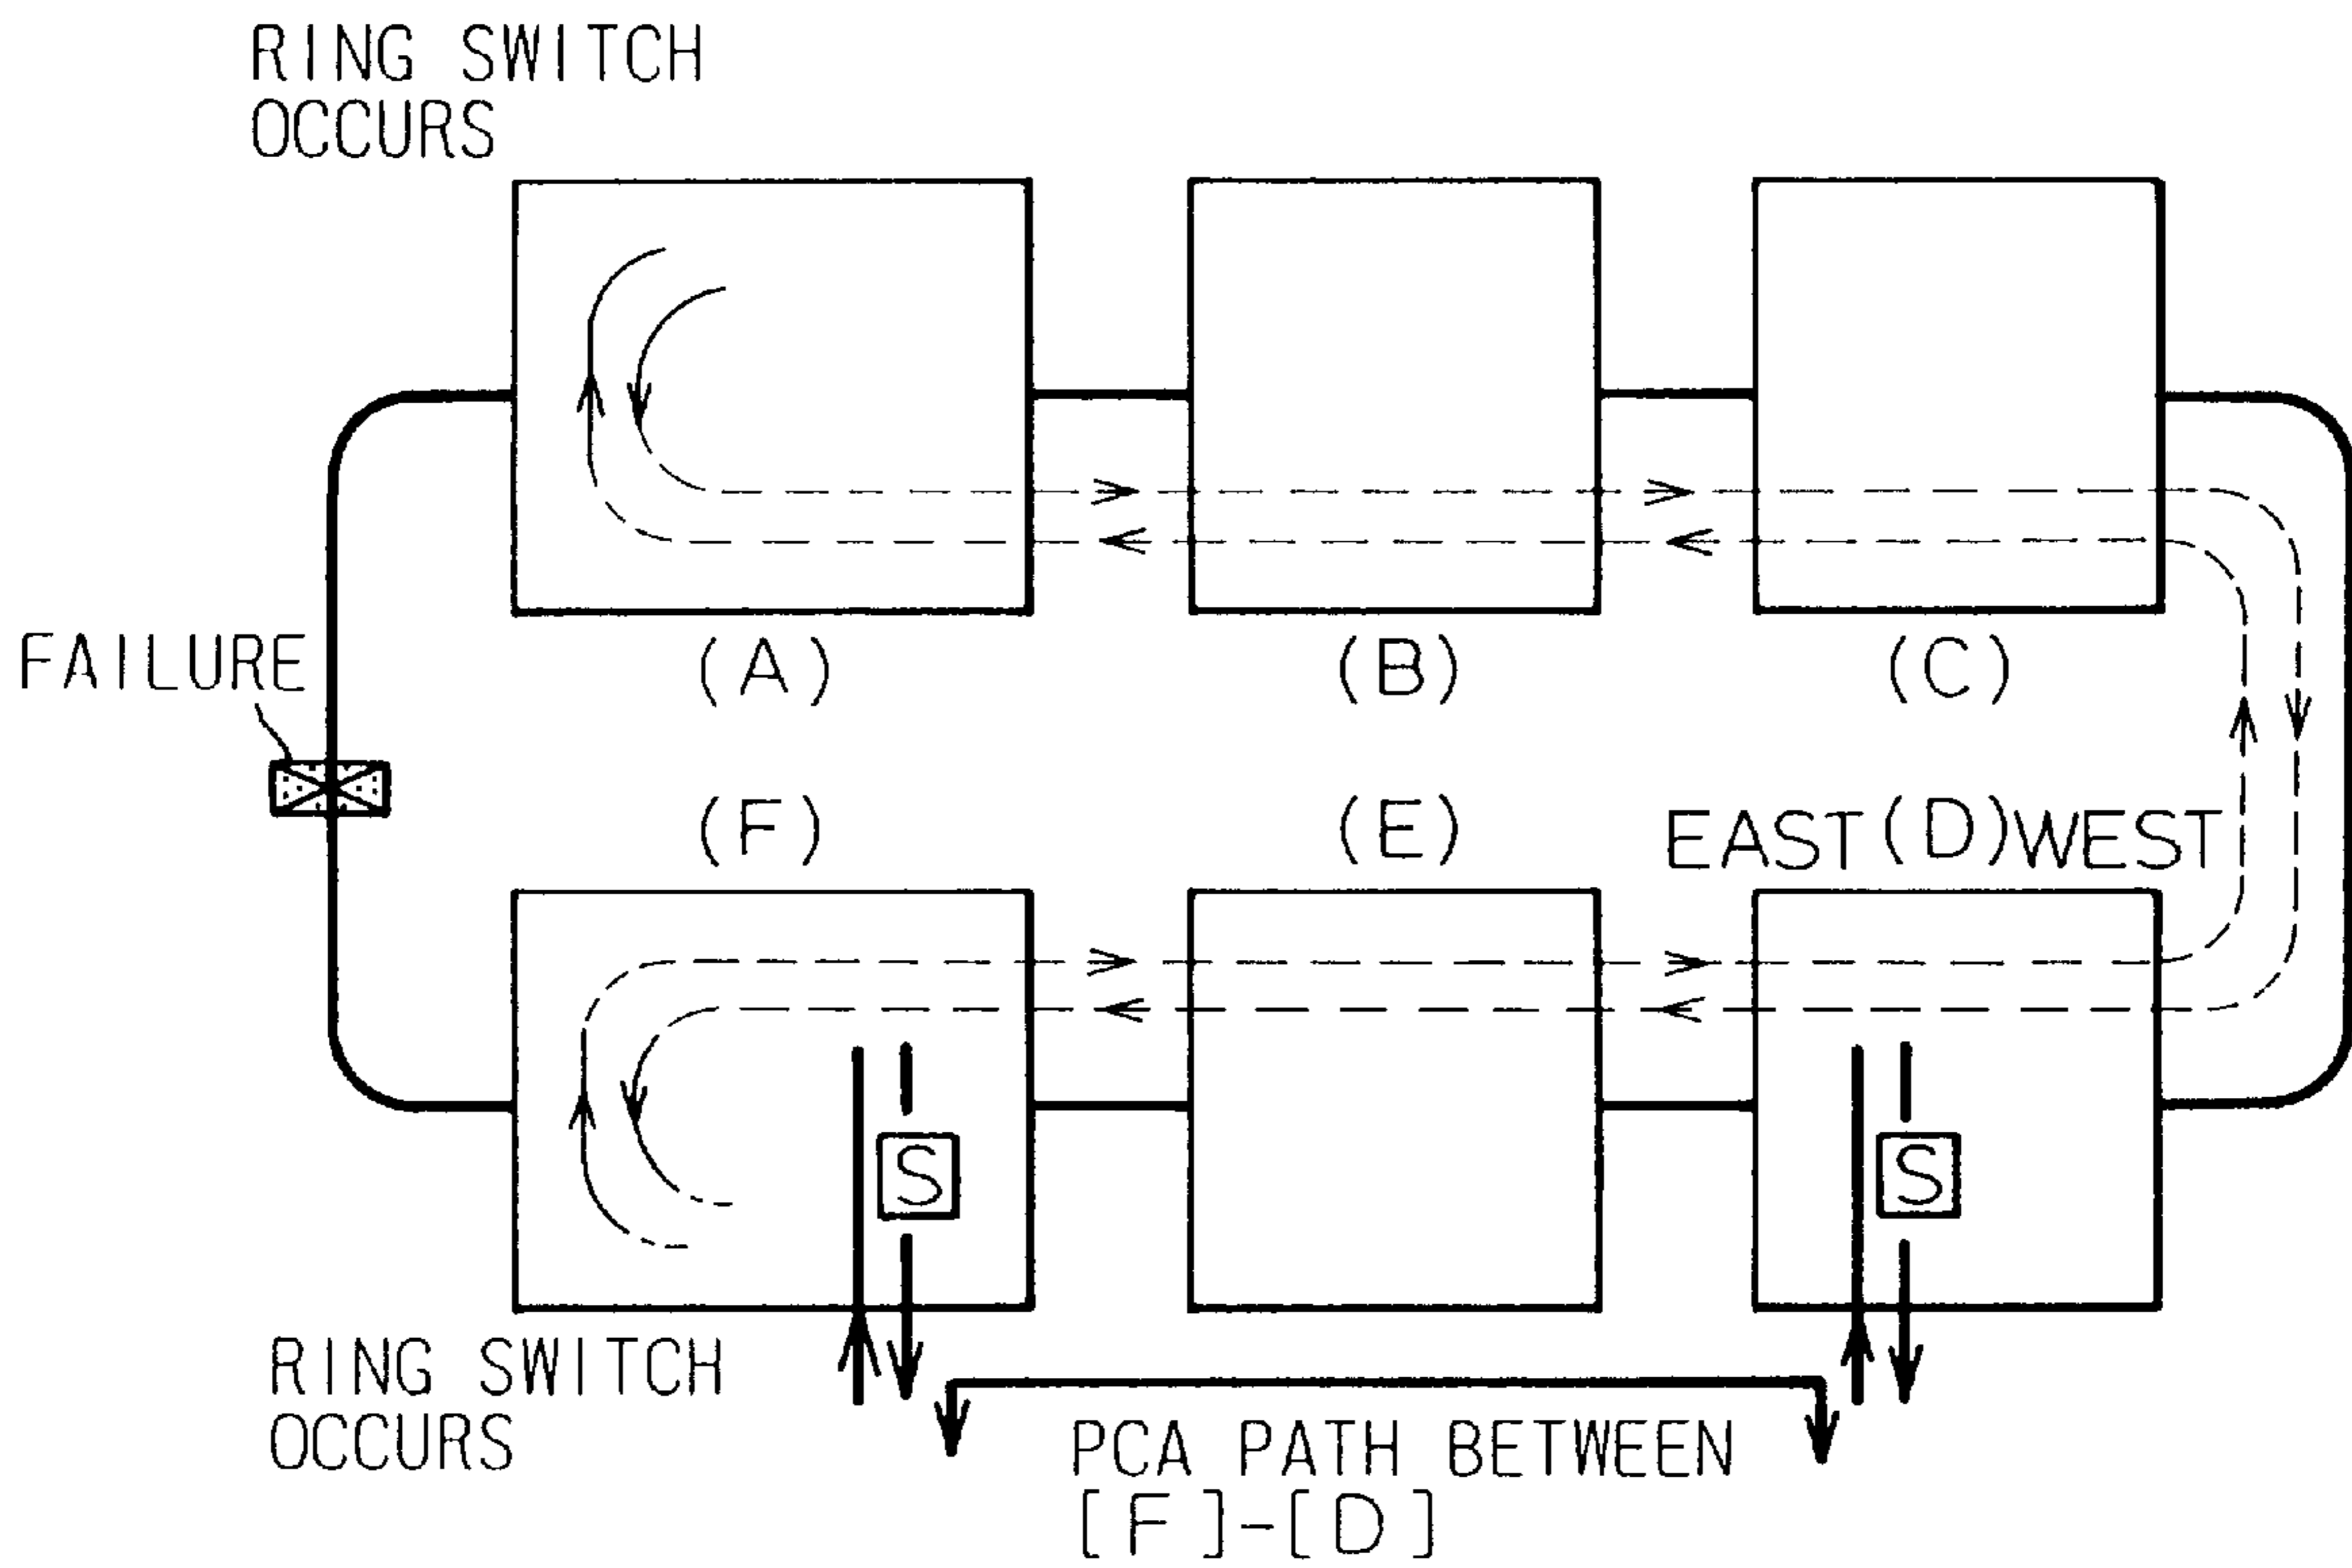 RING SWITCH
OCCURS
(A)
(B)
(C)
FAILURE
(F)
(E)
EAST (D) WEST
S
S
RING SWITCH
OCCURS
PCA PATH BETWEEN
[F]-[D]